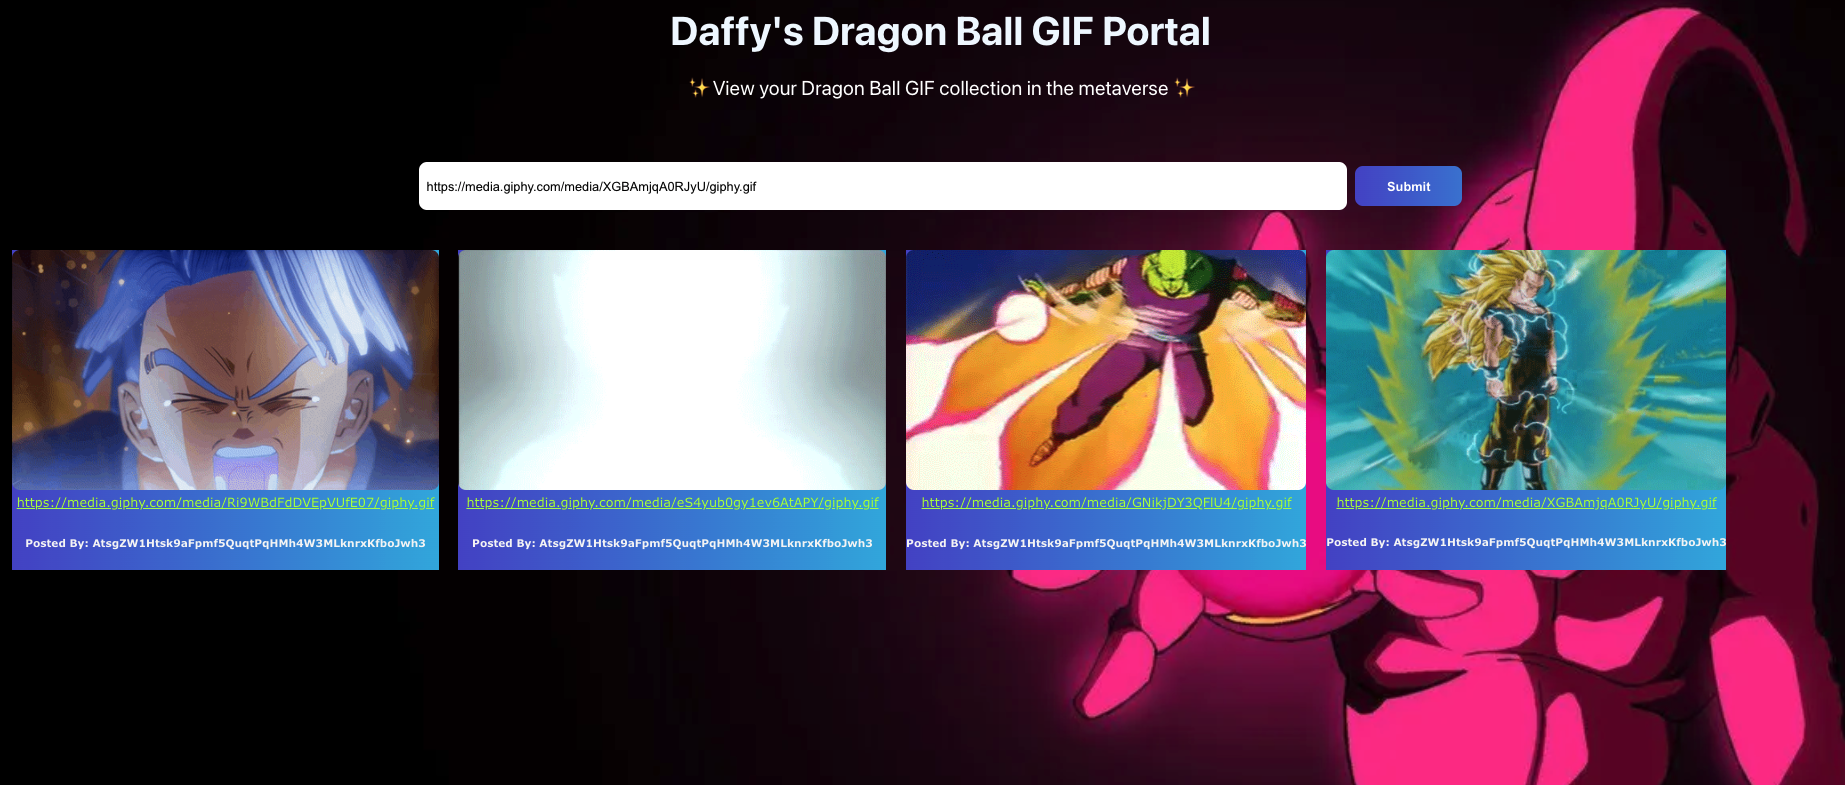 Daffy's Dragon Ball GIF Portal
✨ View your Dragon Ball GIF collection in the metaverse ✨
https://media.giphy.com/media/XGBAmjqA0RJyU/giphy.gif
Submit
https://media.giphy.com/media/Ri9WBdFdDVEpVUfE07/giphy.gif
Posted By: AtsgZW1Htsk9aFpmf5QuqtPqHMh4W3MLknrxKfboJwh3
https://media.giphy.com/media/eS4yub0gy1ev6AtAPY/giphy.gif
Posted By: AtsgZW1Htsk9aFpmf5QuqtPqHMh4W3MLknrxKfboJwh3
https://media.giphy.com/media/GNikjDY3QFlU4/giphy.gif
Posted By: AtsgZW1Htsk9aFpmf5QuqtPqHMh4W3MLknrxKfboJwh3
https://media.giphy.com/media/XGBAmjqA0RJyU/giphy.gif
Posted By: AtsgZW1Htsk9aFpmf5QuqtPqHMh4W3MLknrxKfboJwh3